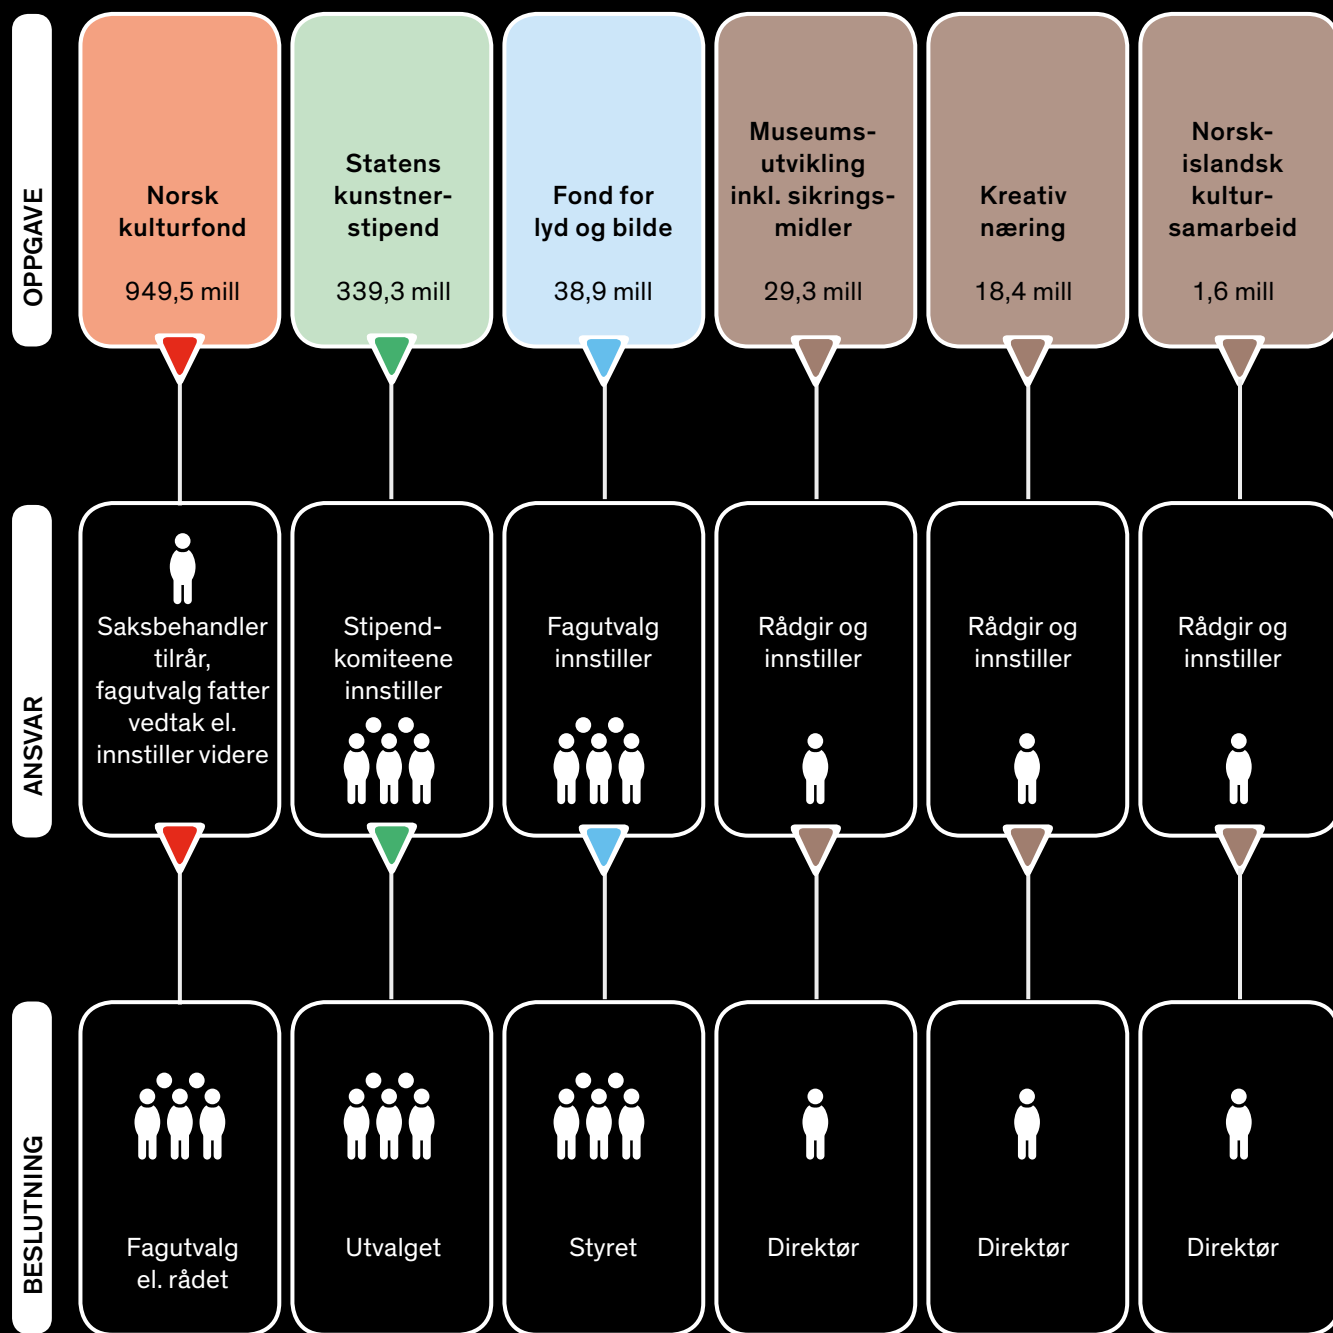 OPPGAVE
Norsk
kulturfond
949,5 mill
Statens
kunstner-
stipend
339,3 mill
Fond for
lyd og bilde
38,9 mill
Museums-
utvikling
inkl. sikrings-
midler
29,3 mill
Kreativ
næring
18,4 mill
Norsk-
islandsk
kultur-
samarbeid
1,6 mill
ANSVAR
Saksbehandler
tilrår,
fagutvalg fatter
vedtak el.
innstiller videre
Stipend-
komiteene
innstiller
Fagutvalg
innstiller
Rådgir og
innstiller
Rådgir og
innstiller
Rådgir og
innstiller
BESLUTNING
Fagutvalg
el. rådet
Utvalget
Styret
Direktør
Direktør
Direktør